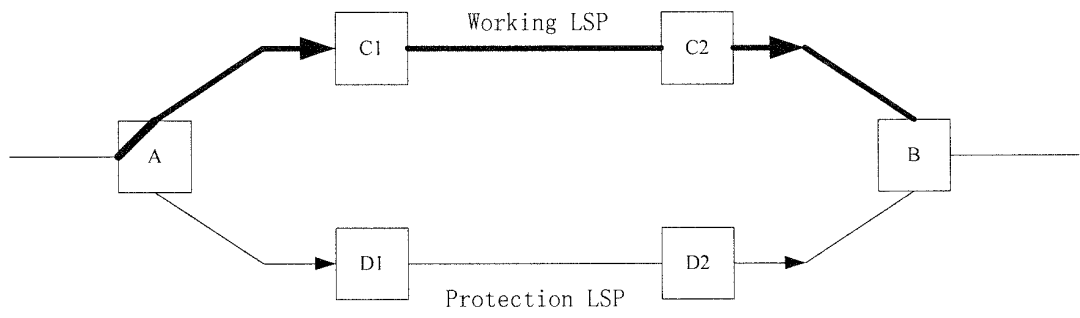 Working LSP
C1
C2
A
B
D1
D2
Protection LSP